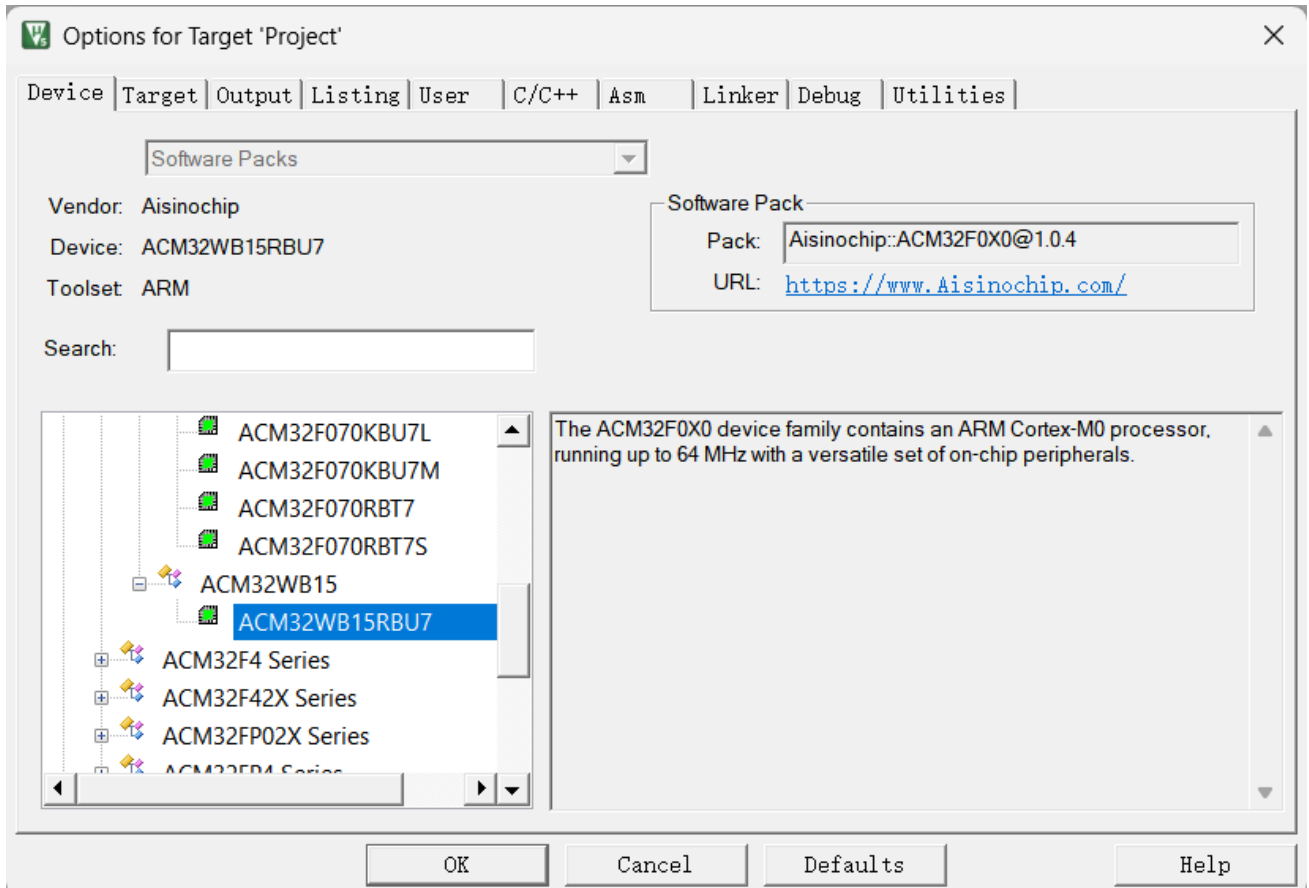 Options for Target 'Project'
Device Target Output Listing User C/C++ Asm Linker Debug Utilities
Software Packs
Vendor: Aisinochip
Device: ACM32WB15RBU7
Toolset: ARM
Software Pack
Pack: Aisinochip::ACM32F0X0@1.0.4
URL: https://www.Aisinochip.com/
Search:
ACM32F070KBU7L
ACM32F070KBU7M
ACM32F070RBT7
ACM32F070RBT7S
ACM32WB15
ACM32WB15RBU7
ACM32F4 Series
ACM32F42X Series
ACM32FP02X Series
ACM32FP4 Series
The ACM32F0X0 device family contains an ARM Cortex-M0 processor,
running up to 64 MHz with a versatile set of on-chip peripherals.
OK Cancel Defaults Help